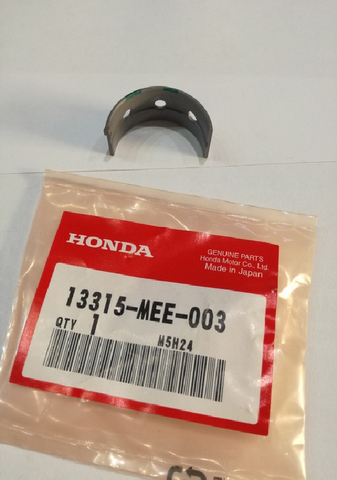 HONDA
GENUINE PARTS
Honda Motor Co., Ltd.
Made in Japan
13315-MEE-003
QTY 1
M5H24